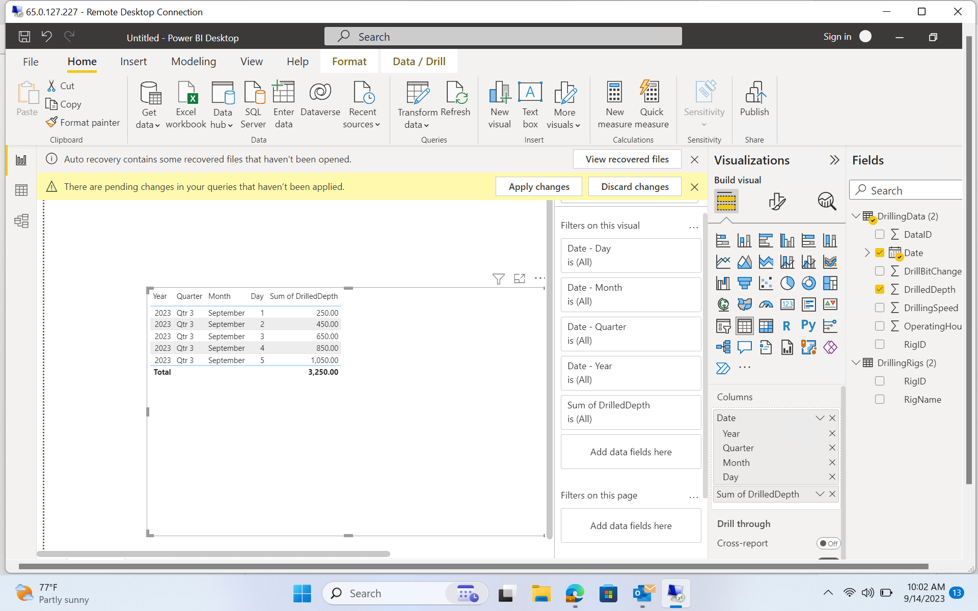 65.0.127.227 - Remote Desktop Connection
Untitled - Power BI Desktop
Search
Sign in
File Home Insert Modeling View Help Format Data / Drill
Paste
Cut
Copy
Format painter
Clipboard
Get data
Excel workbook
Data hub
SQL Server
Enter data
Dataverse
Recent sources
Data
Transform data
Refresh
Queries
New visual
Text box
More visuals
Insert
New measure
Quick measure
Calculations
Sensitivity
Sensitivity
Publish
Share
Auto recovery contains some recovered files that haven't been opened.
View recovered files
There are pending changes in your queries that haven't been applied.
Apply changes
Discard changes
Year Quarter Month Day Sum of DrilledDepth
2023 Qtr 3 September 1 250.00
2023 Qtr 3 September 2 450.00
2023 Qtr 3 September 3 650.00
2023 Qtr 3 September 4 850.00
2023 Qtr 3 September 5 1,050.00
Total 3,250.00
Filters on this visual
...
Date - Day
is (All)
Date - Month
is (All)
Date - Quarter
is (All)
Date - Year
is (All)
Sum of DrilledDepth
is (All)
Add data fields here
Filters on this page
...
Add data fields here
Visualizations
Build visual
123
R
Py
...
Columns
Date
Year
Quarter
Month
Day
Sum of DrilledDepth
Drill through
Cross-report
Off
Fields
Search
DrillingData (2)
DataID
Date
DrillBitChange
DrilledDepth
DrillingSpeed
OperatingHou
RigID
DrillingRigs (2)
RigID
RigName
77°F
Partly sunny
Search
10:02 AM
9/14/2023
13